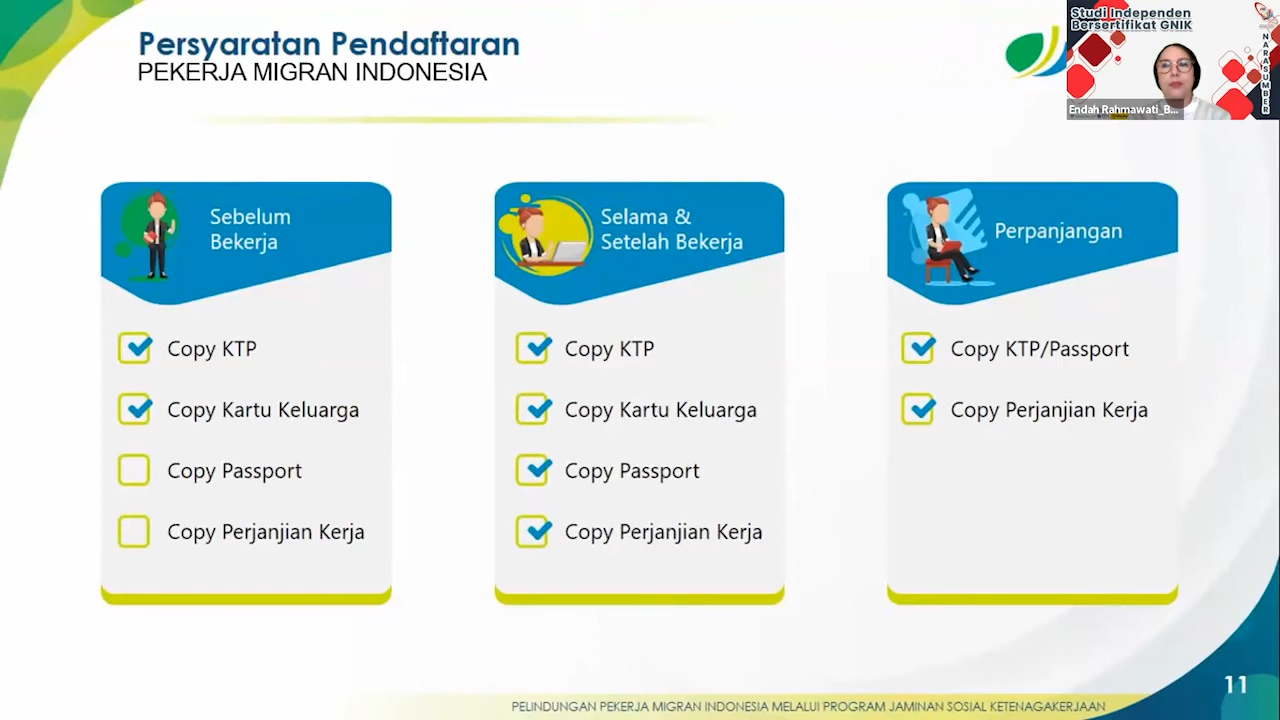 Persyaratan Pendaftaran
PEKERJA MIGRAN INDONESIA
Studi Independen
Bersertifikat GNIK
NARASUMBER
Endah Rahmawati_B...
Sebelum
Bekerja
Copy KTP
Copy Kartu Keluarga
Copy Passport
Copy Perjanjian Kerja
Selama &
Setelah Bekerja
Copy KTP
Copy Kartu Keluarga
Copy Passport
Copy Perjanjian Kerja
Perpanjangan
Copy KTP/Passport
Copy Perjanjian Kerja
11
PELINDUNGAN PEKERJA MIGRAN INDONESIA MELALUI PROGRAM JAMINAN SOSIAL KETENAGAKERJAAN